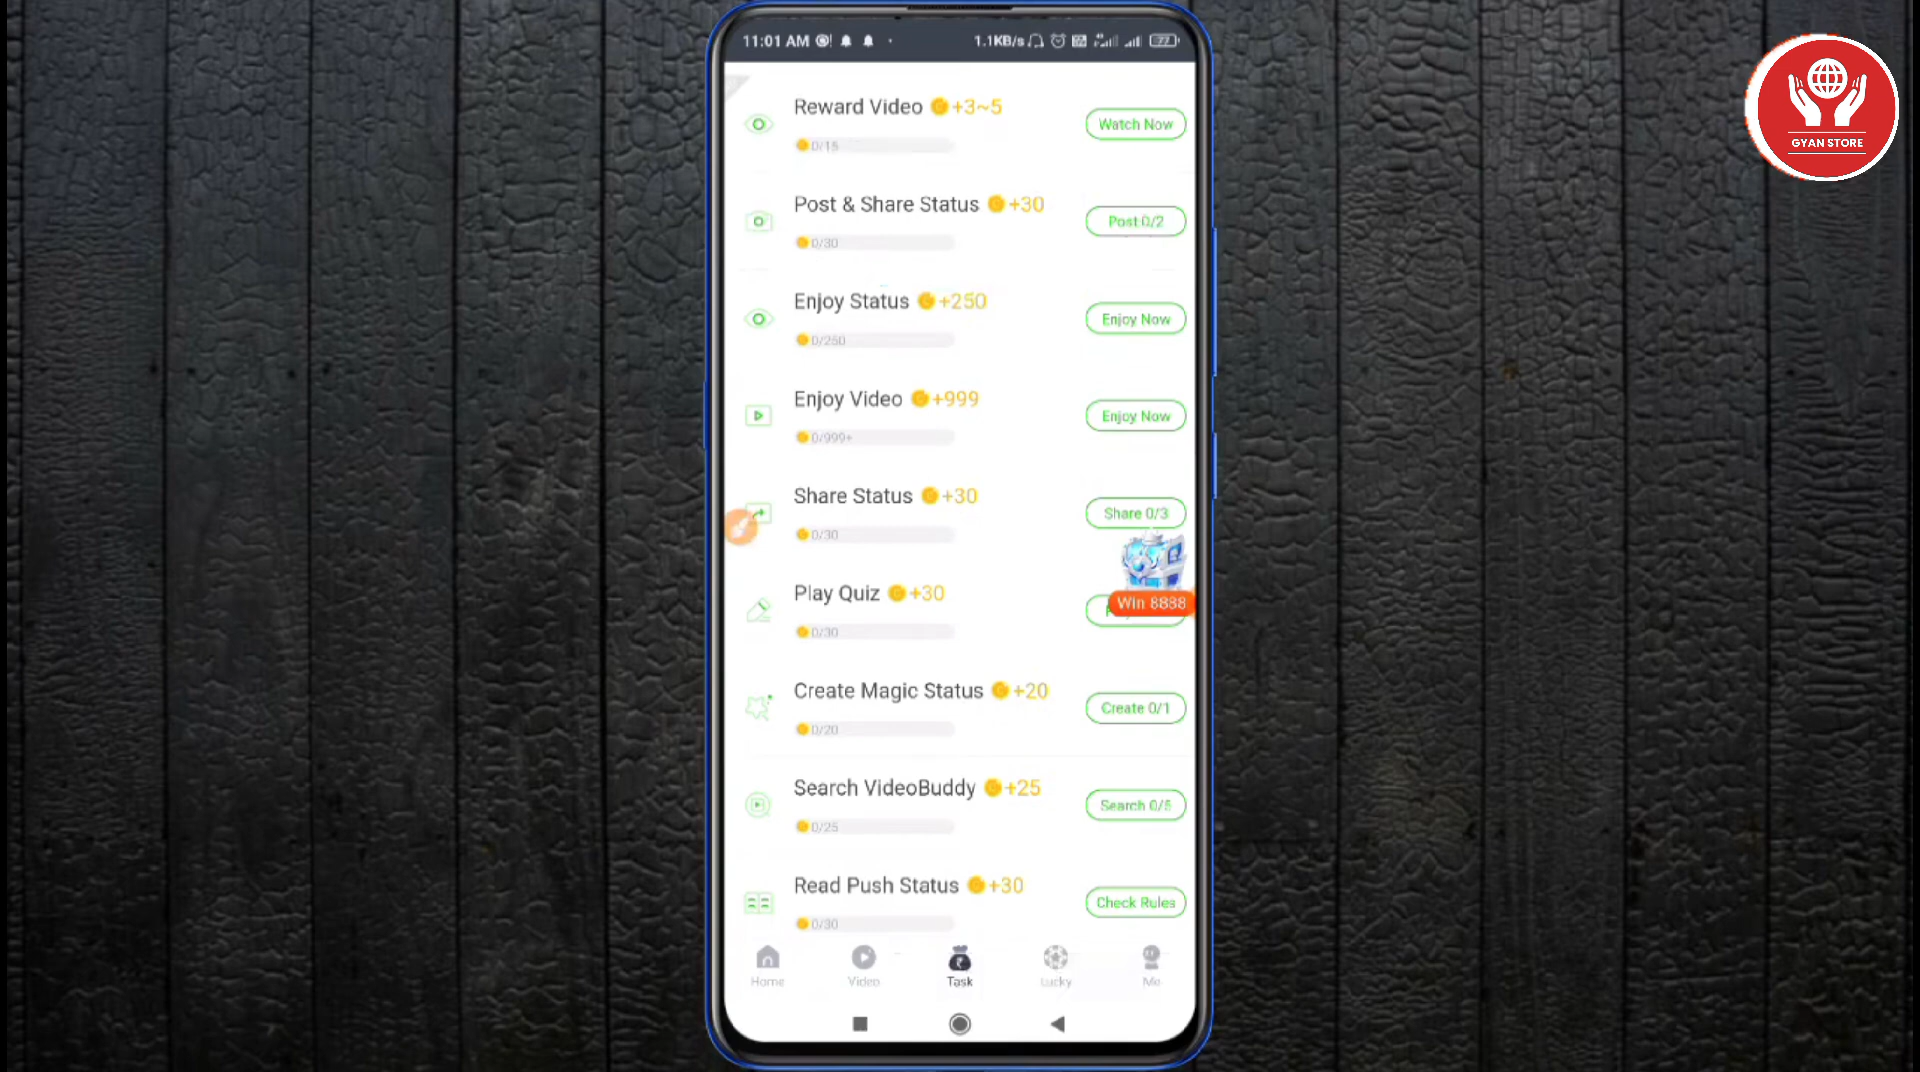 11:01 AM
1.1KB/s
77
GYAN STORE
Reward Video +3~5
0/15
Watch Now
Post & Share Status +30
0/30
Post 0/2
Enjoy Status +250
0/250
Enjoy Now
Enjoy Video +999
0/999+
Enjoy Now
Share Status +30
0/30
Share 0/3
Play Quiz +30
0/30
Win 8888
Create Magic Status +20
0/20
Create 0/1
Search VideoBuddy +25
0/25
Search 0/5
Read Push Status +30
0/30
Check Rules
Home
Video
Task
Lucky
Me